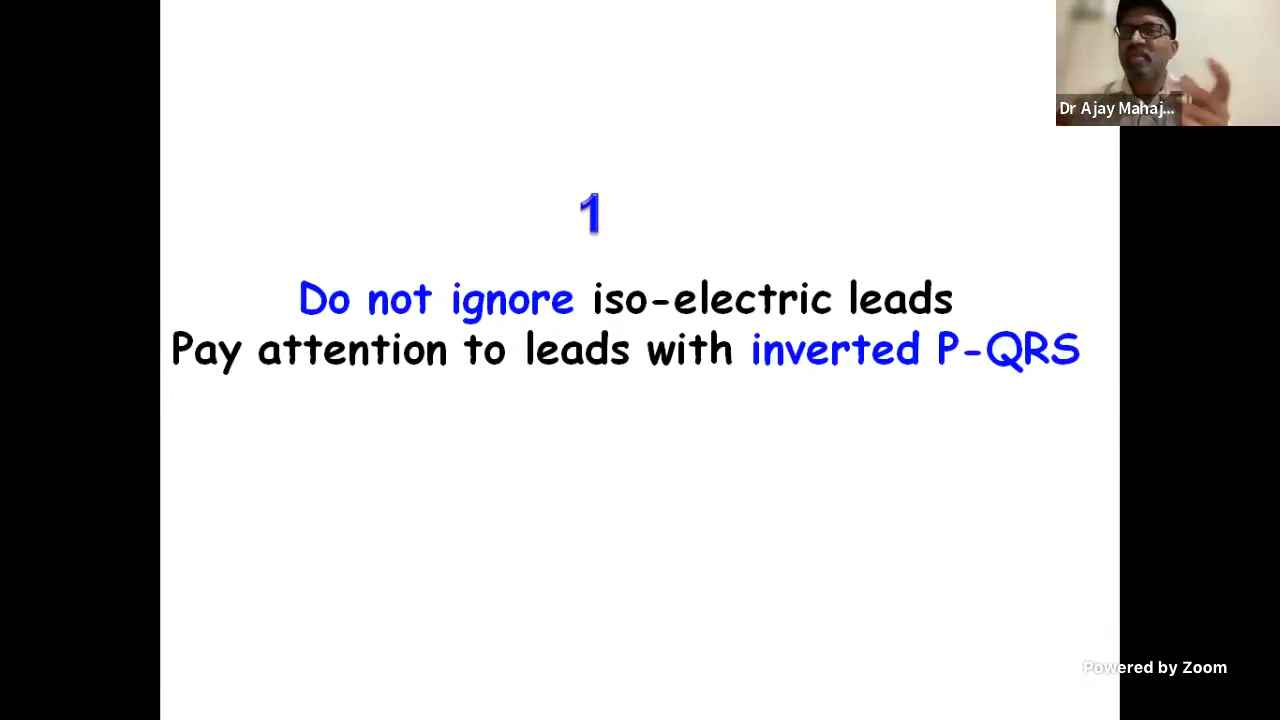 Dr Ajay Mahaj...
1
Do not ignore iso-electric leads
Pay attention to leads with inverted P-QRS
Powered by Zoom